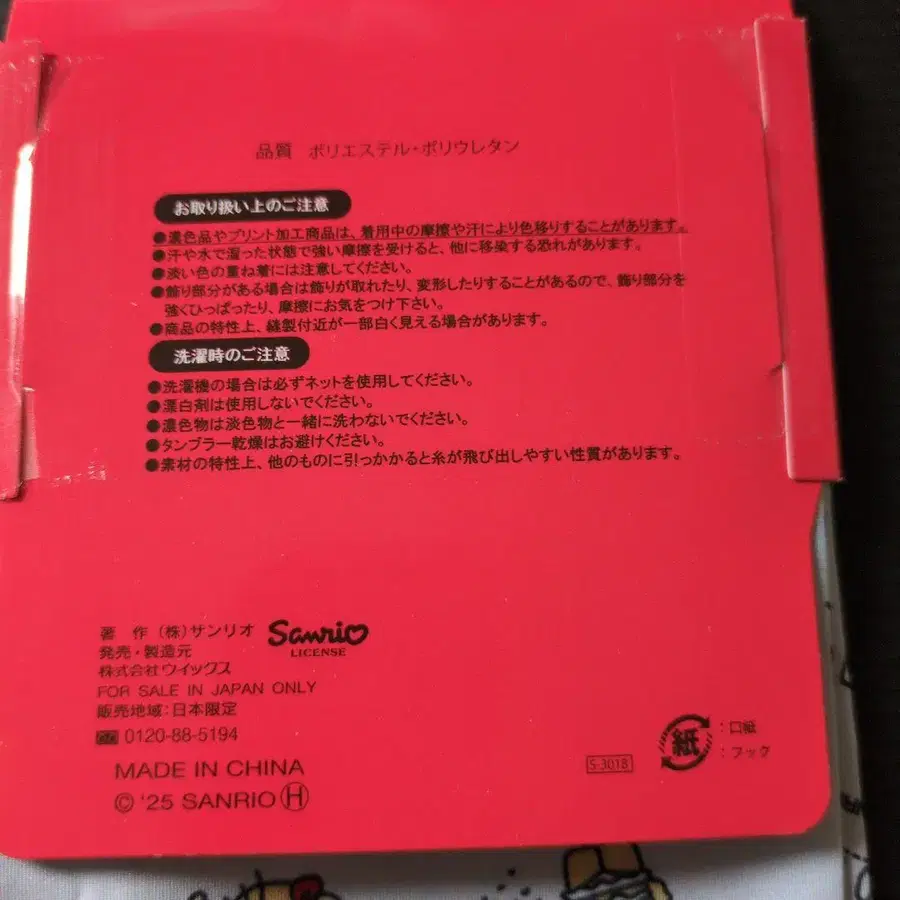 品質 ポリエステル・ポリウレタン
お取り扱い上のご注意
●濃色品やプリント加工商品は、着用中の摩擦や汗により色移りすることがあります。
●汗や水で湿った状態で強い摩擦を受けると、他に移染する恐れがあります。
●淡い色の重ね着には注意してください。
●飾り部分がある場合は飾りが取れたり、変形したりすることがあるので、飾り部分を
強くひっぱったり、摩擦にお気をつけ下さい。
●商品の特性上、縫製付近が一部白く見える場合があります。
洗濯時のご注意
●洗濯機の場合は必ずネットを使用してください。
●漂白剤は使用しないでください。
●濃色物は淡色物と一緒に洗わないでください。
●タンブラー乾燥はお避けください。
●素材の特性上、他のものに引っかかると糸が飛び出しやすい性質があります。
著 作 (株)サンリオ Sanrio
LICENSE
発売・製造元
株式会社ウイックス
FOR SALE IN JAPAN ONLY
販売地域:日本限定
0120-88-5194
MADE IN CHINA
© '25 SANRIO Ⓗ
S-3018
紙 :口紙
:フック